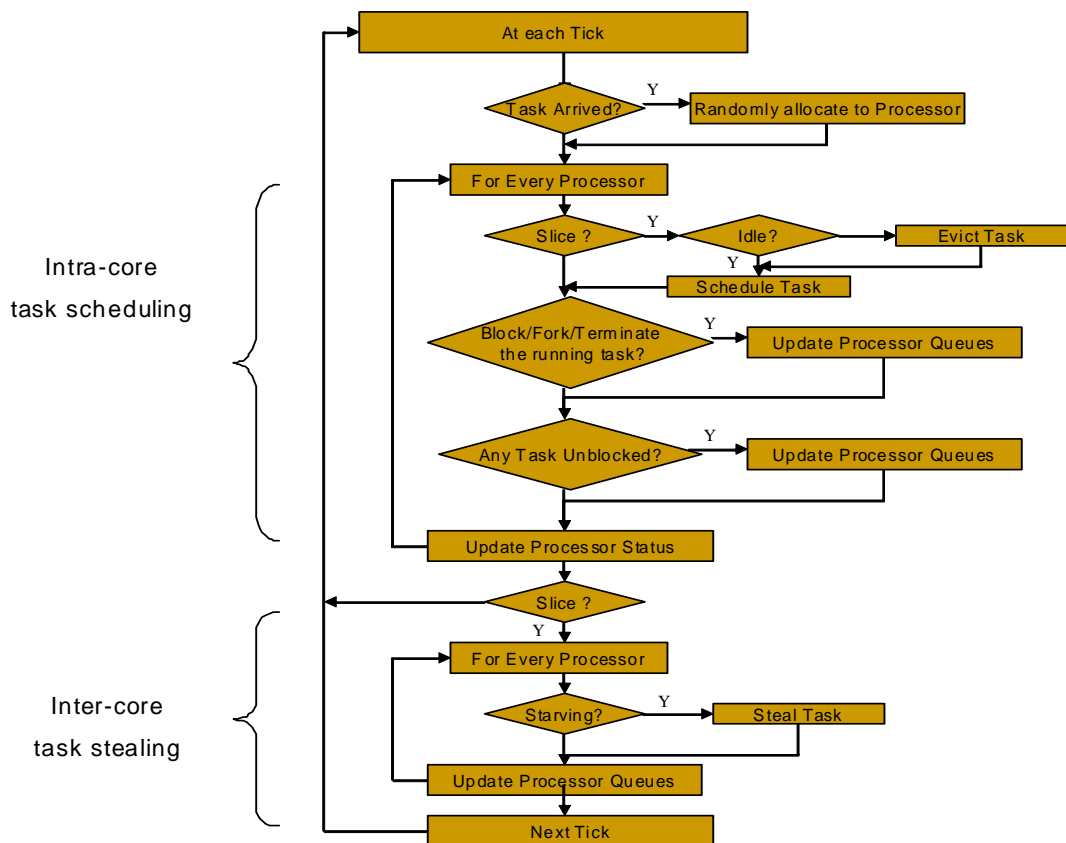 At each Tick
Task Arrived?
Y
Randomly allocate to Processor
Intra-core
task scheduling
For Every Processor
Slice ?
Y
Idle?
Evict Task
Y
Schedule Task
Block/Fork/Terminate
the running task?
Y
Update Processor Queues
Any Task Unblocked?
Y
Update Processor Queues
Update Processor Status
Slice ?
Y
Inter-core
task stealing
For Every Processor
Starving?
Y
Steal Task
Update Processor Queues
Next Tick